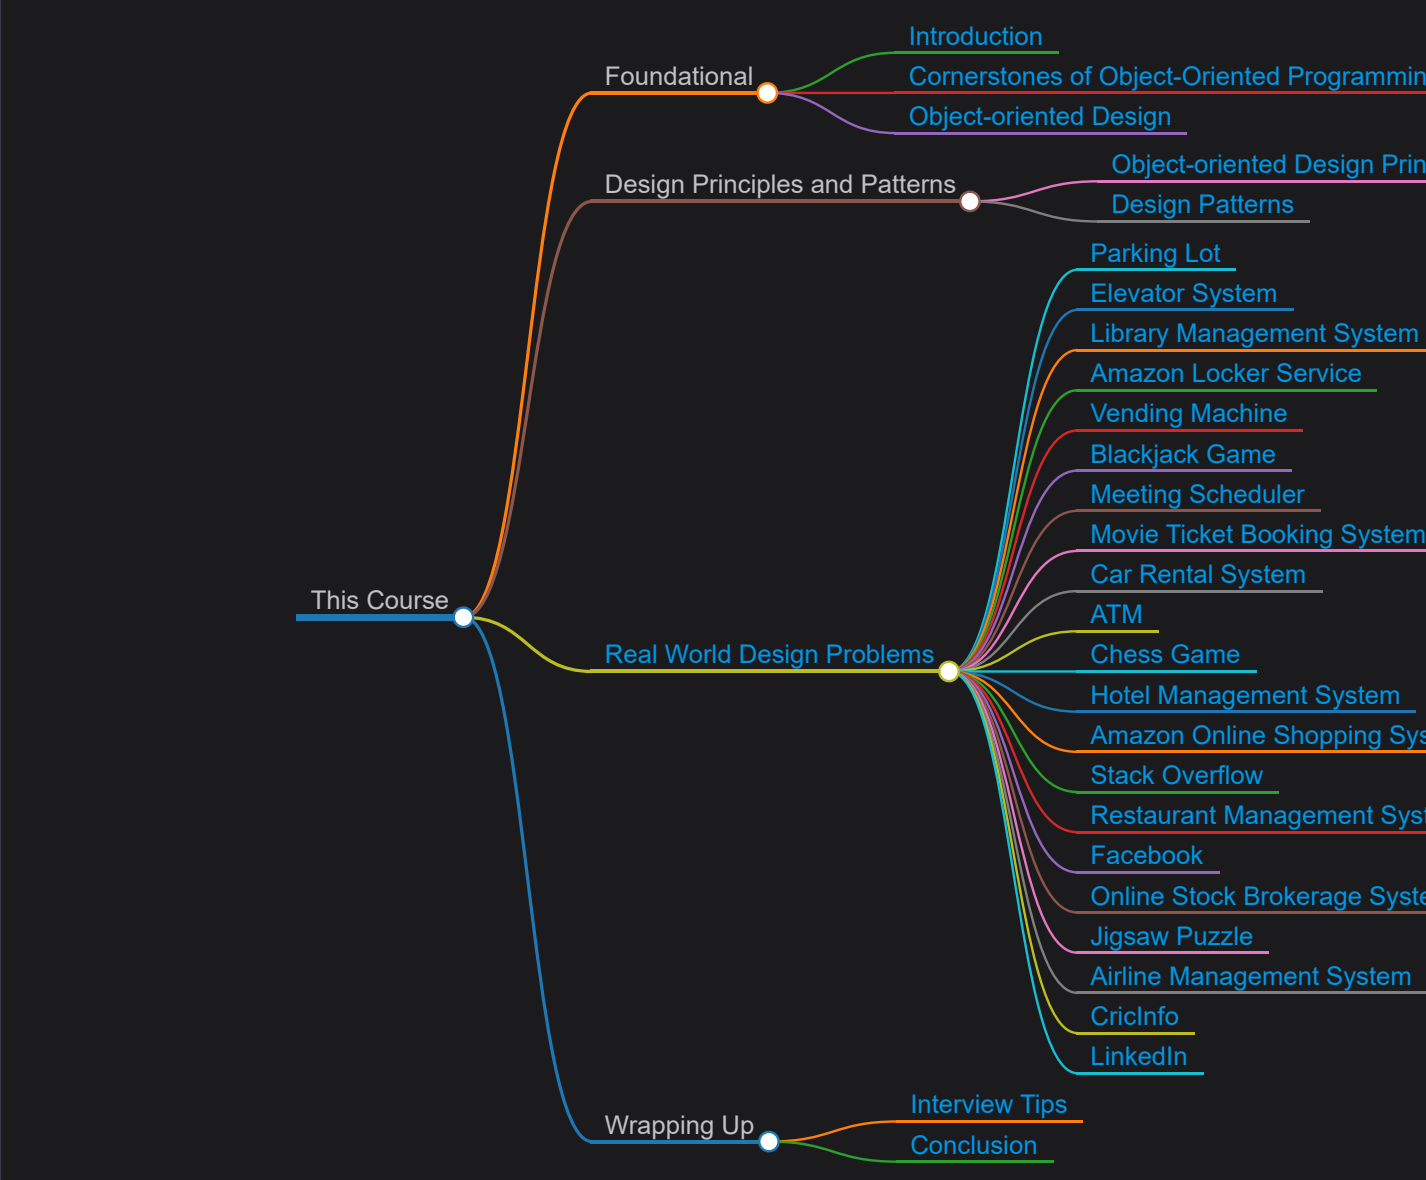 This Course
Foundational
Introduction
Cornerstones of Object-Oriented Programmin
Object-oriented Design
Design Principles and Patterns
Object-oriented Design Prin
Design Patterns
Real World Design Problems
Parking Lot
Elevator System
Library Management System
Amazon Locker Service
Vending Machine
Blackjack Game
Meeting Scheduler
Movie Ticket Booking System
Car Rental System
ATM
Chess Game
Hotel Management System
Amazon Online Shopping Sys
Stack Overflow
Restaurant Management Syst
Facebook
Online Stock Brokerage Syste
Jigsaw Puzzle
Airline Management System
CricInfo
LinkedIn
Wrapping Up
Interview Tips
Conclusion